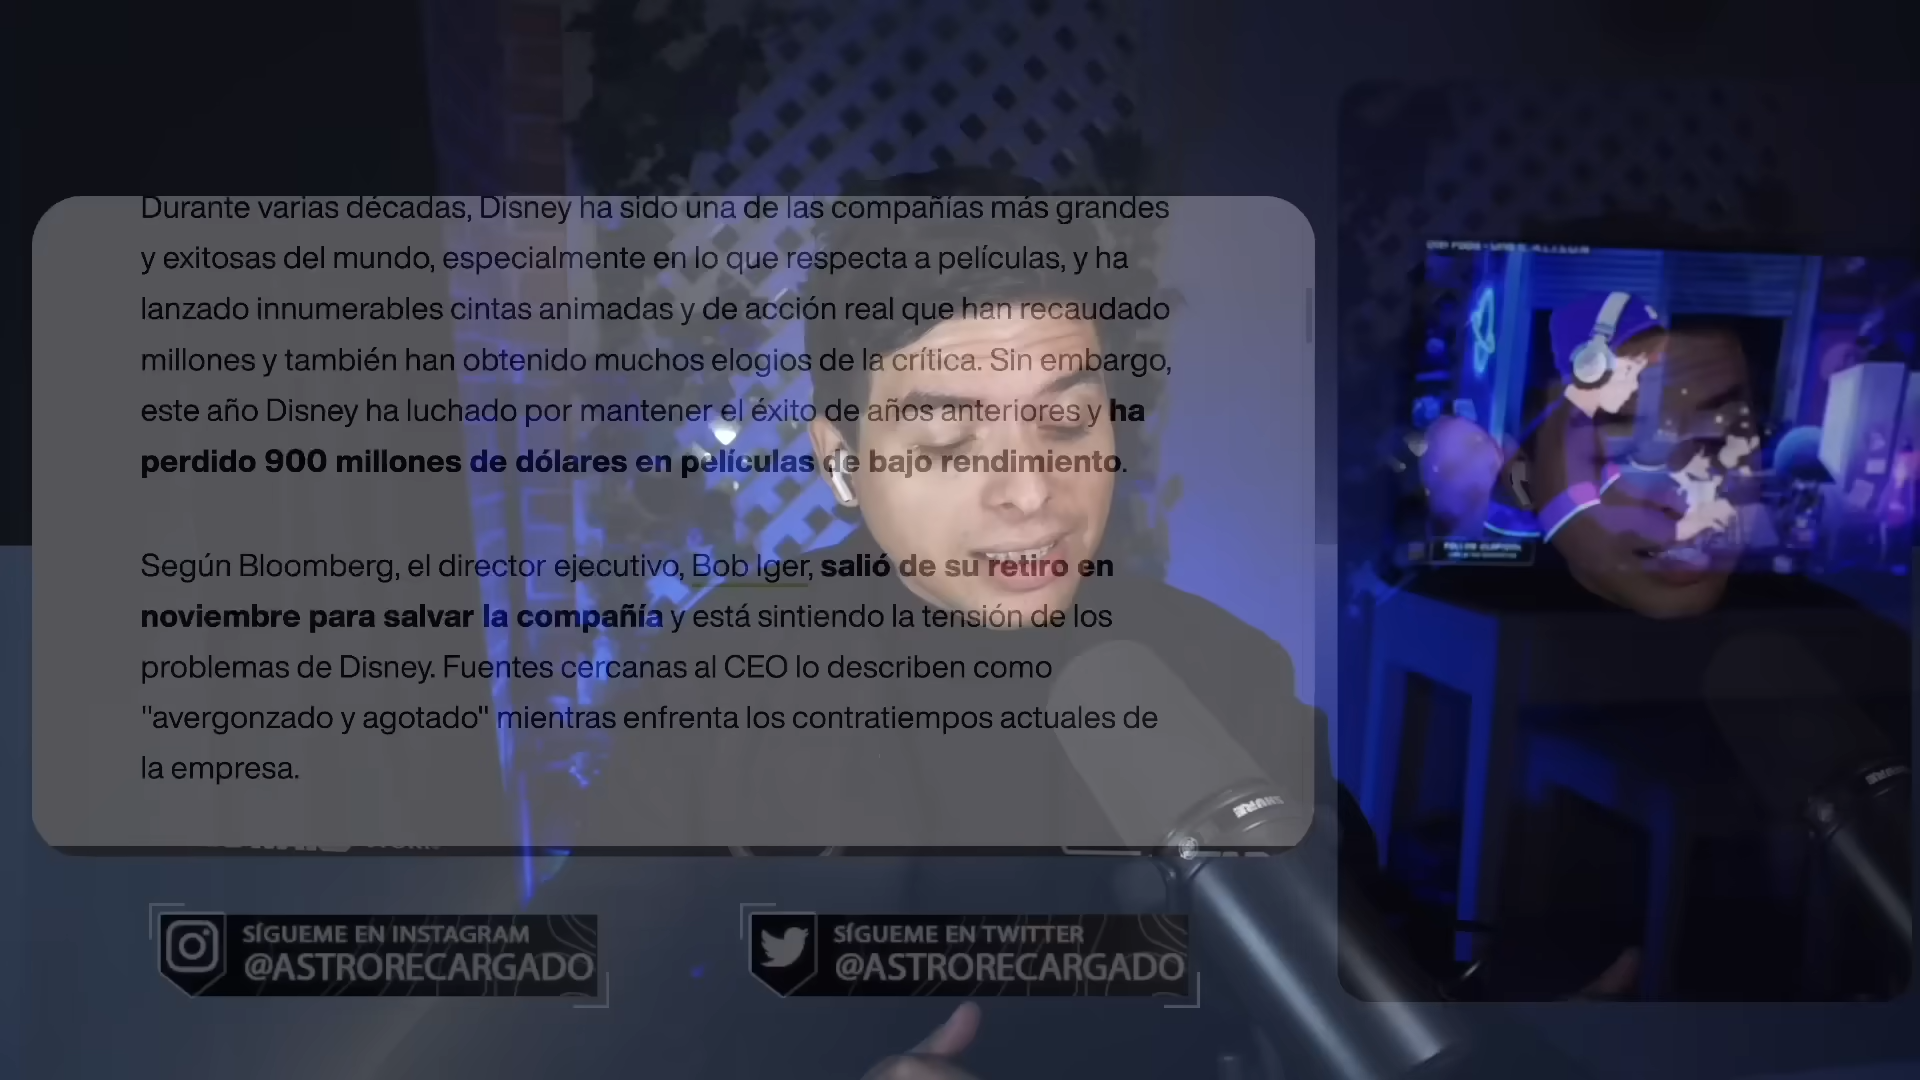 Durante varias décadas, Disney ha sido una de las compañías más grandes
y exitosas del mundo, especialmente en lo que respecta a películas, y ha
lanzado innumerables cintas animadas y de acción real que han recaudado
millones y también han obtenido muchos elogios de la crítica. Sin embargo,
este año Disney ha luchado por mantener el éxito de años anteriores y ha
perdido 900 millones de dólares en películas de bajo rendimiento.
Según Bloomberg, el director ejecutivo, Bob Iger, salió de su retiro en
noviembre para salvar la compañía y está sintiendo la tensión de los
problemas de Disney. Fuentes cercanas al CEO lo describen como
"avergonzado y agotado" mientras enfrenta los contratiempos actuales de
la empresa.
SHURE
SÍGUEME EN INSTAGRAM
@ASTRORECARGADO
SÍGUEME EN TWITTER
@ASTRORECARGADO